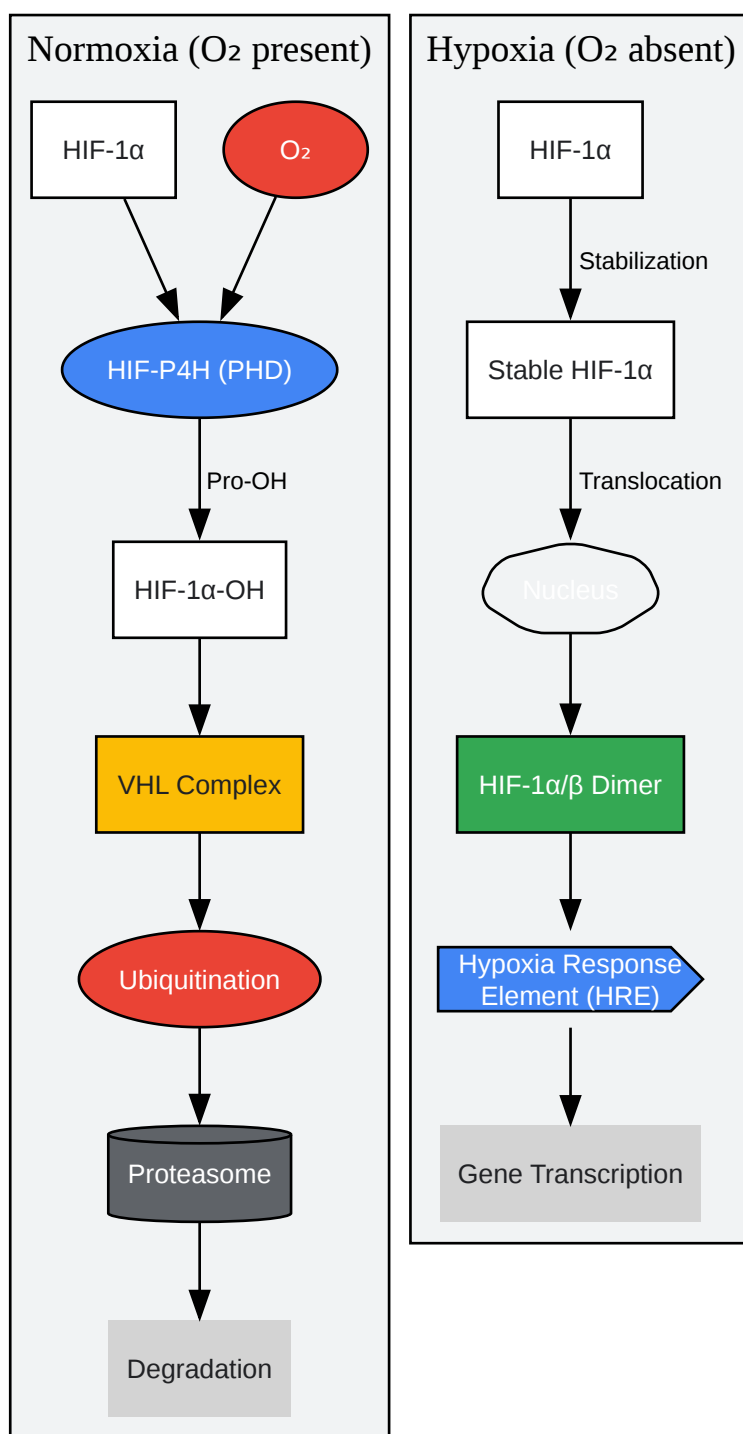 Normoxia (O₂ present)
HIF-1α
O₂
HIF-P4H (PHD)
Pro-OH
HIF-1α-OH
VHL Complex
Ubiquitination
Proteasome
Degradation
Hypoxia (O₂ absent)
HIF-1α
Stabilization
Stable HIF-1α
Translocation
Nucleus
HIF-1α/β Dimer
Hypoxia Response
Element (HRE)
Gene Transcription